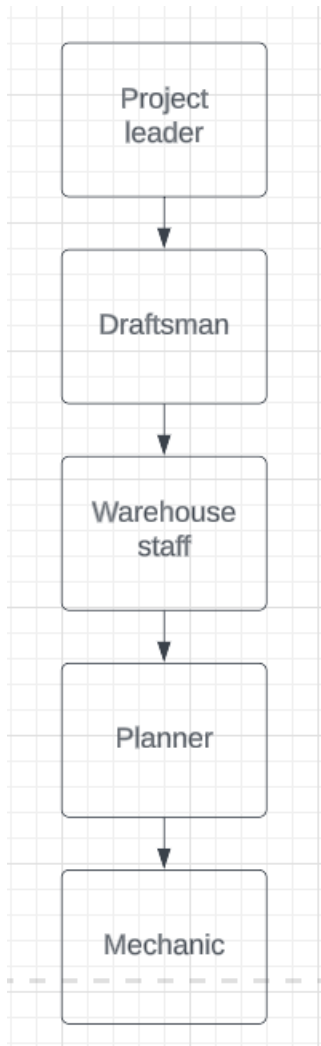 Project
leader
Draftsman
Warehouse
staff
Planner
Mechanic